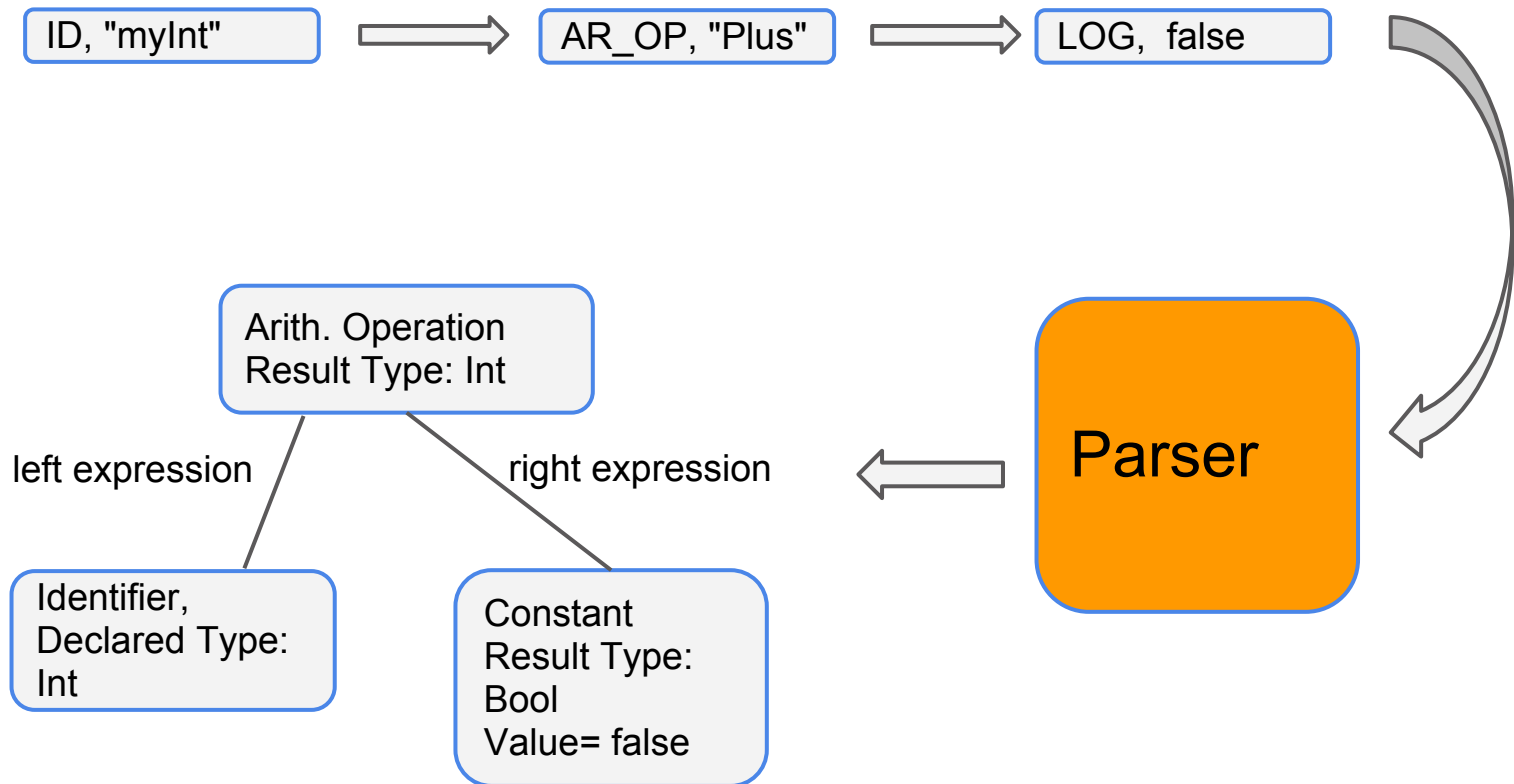 ID, "myInt"
AR_OP, "Plus"
LOG,  false
Arith. Operation
Result Type: Int
left expression
right expression
Parser
Identifier,
Declared Type:
Int
Constant
Result Type:
Bool
Value= false